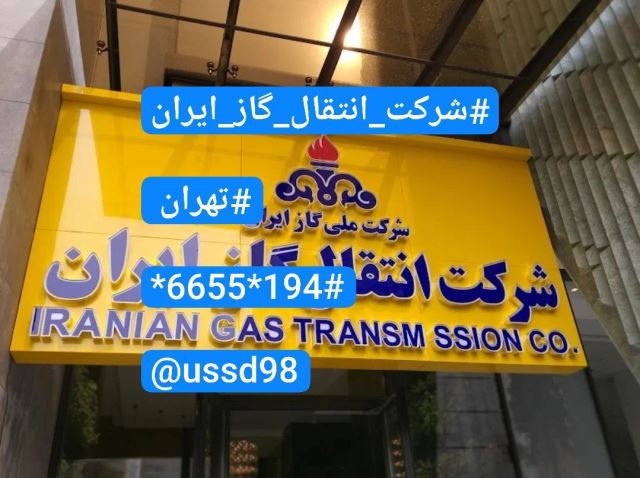 #شرکت_انتقال_گاز_ایران
#تهران
شرکت ملی گاز ایران
شرکت انتقال گاز ایران
*6655*194#
IRANIAN GAS TRANSM SSION CO.
@ussd98